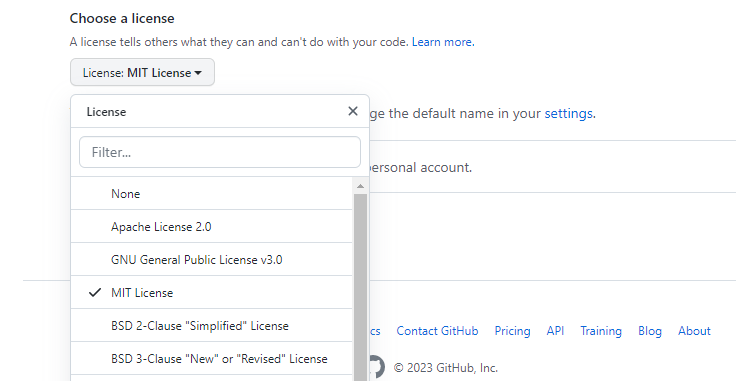 Choose a license
A license tells others what they can and can't do with your code. Learn more.
License: MIT License
License
ge the default name in your settings.
Filter...
personal account.
None
Apache License 2.0
GNU General Public License v3.0
MIT License
BSD 2-Clause "Simplified" License
cs Contact GitHub Pricing API Training Blog About
BSD 3-Clause "New" or "Revised" License
© 2023 GitHub, Inc.